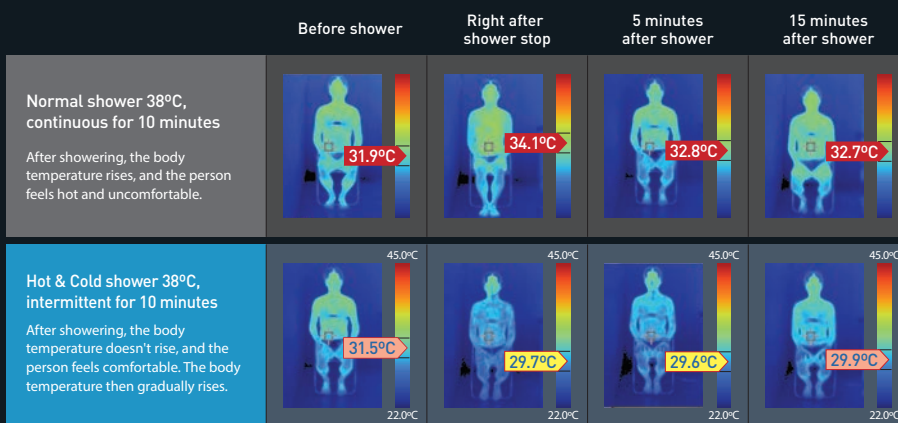 Before shower
Right after
shower stop
5 minutes
after shower
15 minutes
after shower
Normal shower 38ºC,
continuous for 10 minutes
After showering, the body
temperature rises, and the person
feels hot and uncomfortable.
31.9ºC
34.1ºC
32.8ºC
32.7ºC
Hot & Cold shower 38ºC,
intermittent for 10 minutes
After showering, the body
temperature doesn't rise, and the
person feels comfortable. The body
temperature then gradually rises.
45.0ºC
45.0ºC
45.0ºC
45.0ºC
31.5ºC
29.7ºC
29.6ºC
29.9ºC
22.0ºC
22.0ºC
22.0ºC
22.0ºC